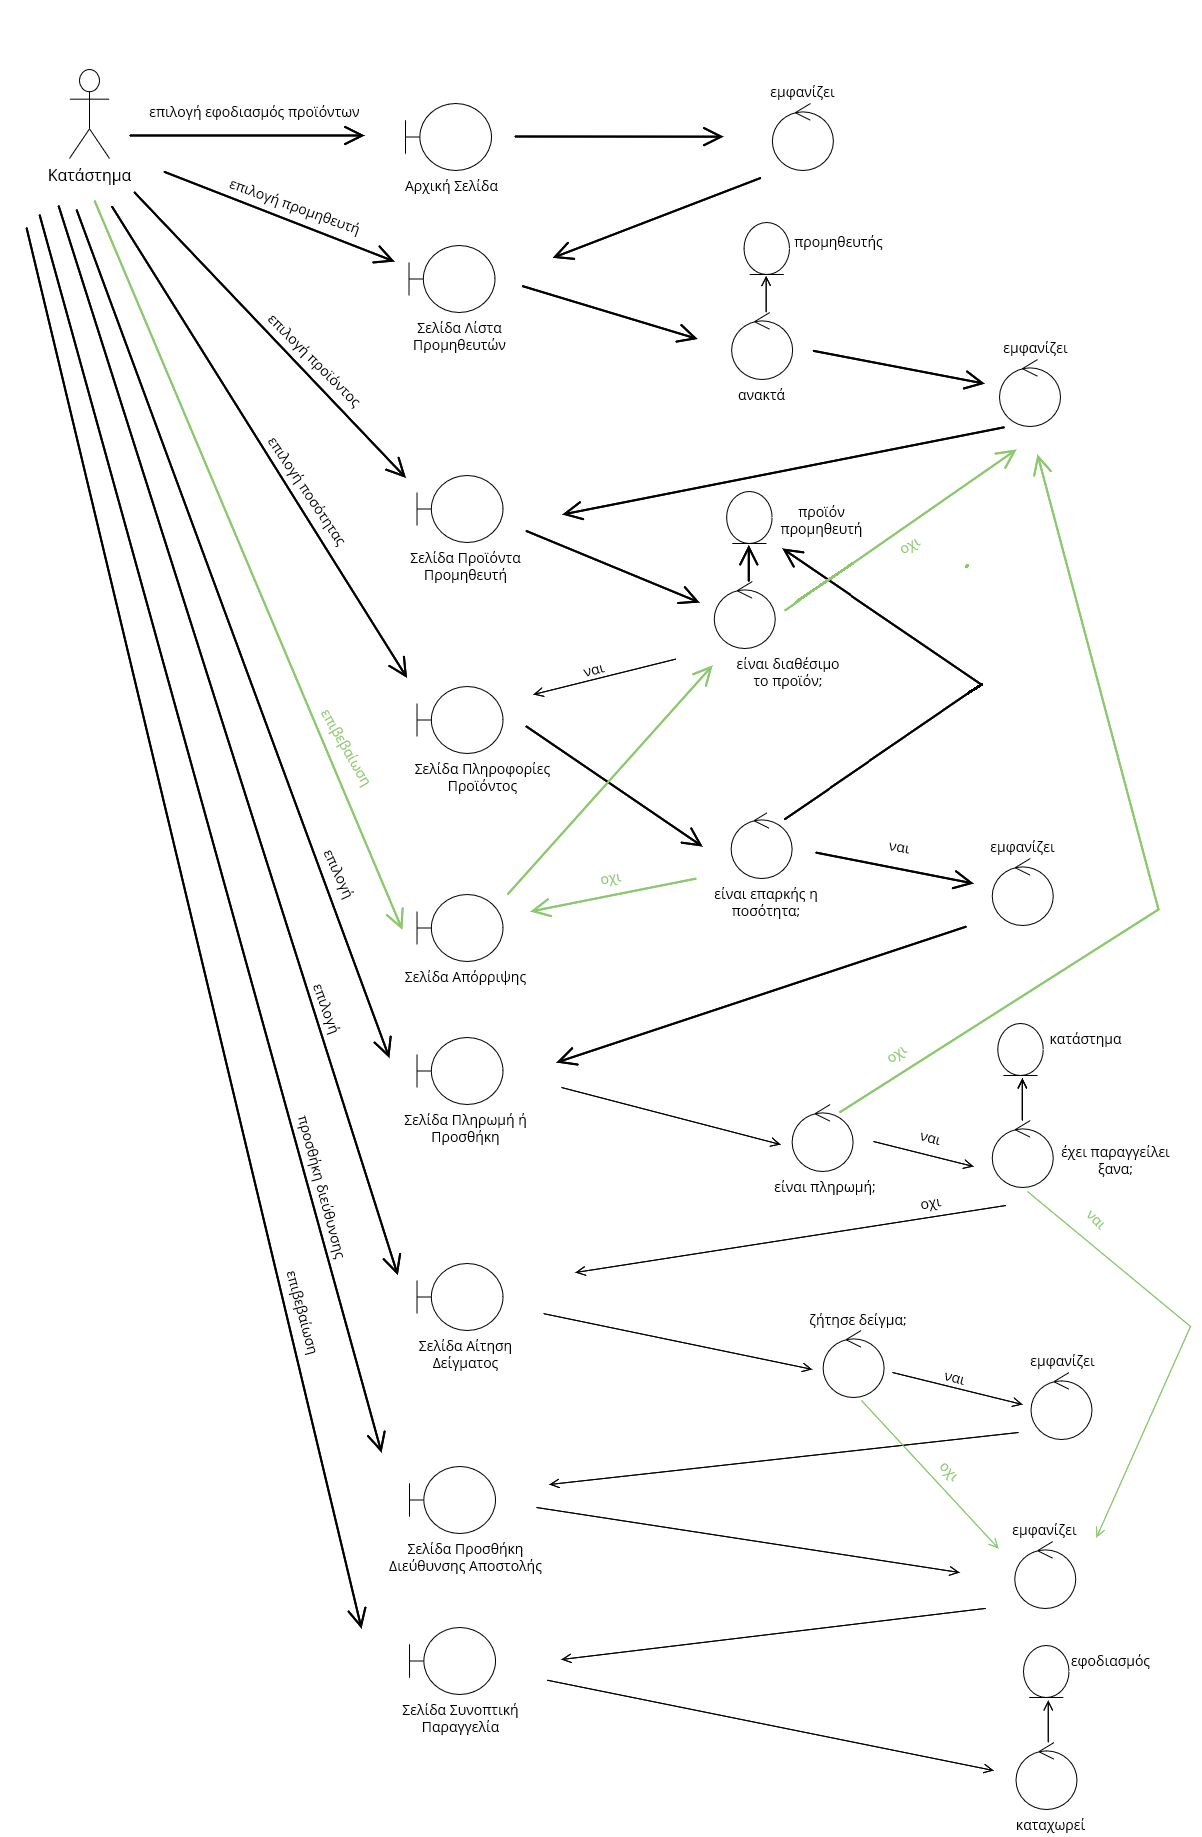 εμφανίζει
επιλογή εφοδιασμός προϊόντων
Κατάστημα
Αρχική Σελίδα
επιλογή προμηθευτή
προμηθευτής
Σελίδα Λίστα
Προμηθευτών
εμφανίζει
επιλογή προϊόντος
ανακτά
επιλογή ποσότητας
προϊόν
προμηθευτή
οχι
Σελίδα Προϊόντα
Προμηθευτή
ναι
είναι διαθέσιμο
το προϊόν;
επιβεβαίωση
Σελίδα Πληροφορίες
Προϊόντος
ναι
εμφανίζει
επιλογή
οχι
είναι επαρκής η
ποσότητα;
Σελίδα Απόρριψης
επιλογή
οχι
κατάστημα
Σελίδα Πληρωμή ή
Προσθήκη
ναι
έχει παραγγείλει
ξανα;
είναι πληρωμή;
προσθήκη διεύθυνσης
οχι
ναι
επιβεβαίωση
ζήτησε δείγμα;
Σελίδα Αίτηση
Δείγματος
εμφανίζει
ναι
οχι
εμφανίζει
Σελίδα Προσθήκη
Διεύθυνσης Αποστολής
εφοδιασμός
Σελίδα Συνοπτική
Παραγγελία
καταχωρεί